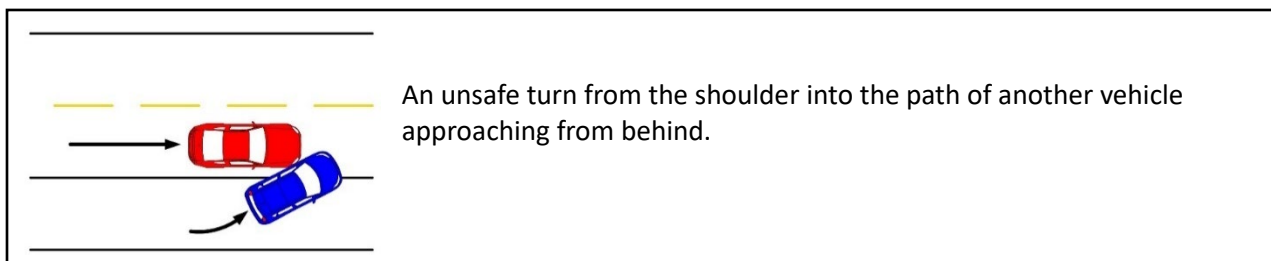 An unsafe turn from the shoulder into the path of another vehicle
approaching from behind.